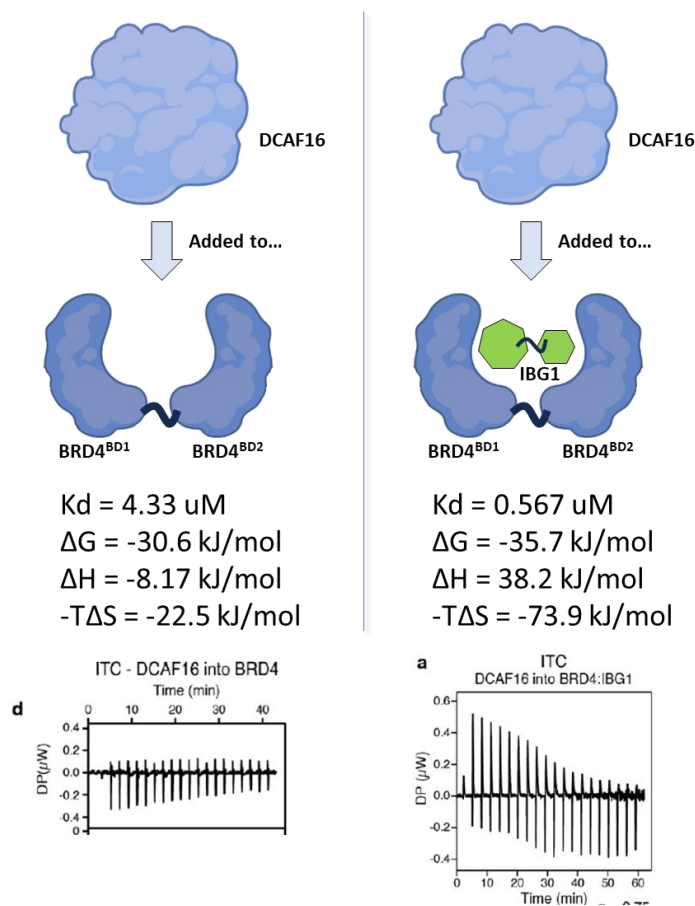 DCAF16
Added to...
BRD4BD1
BRD4BD2
Kd = 4.33 uM
ΔG = -30.6 kJ/mol
ΔH = -8.17 kJ/mol
-TΔS = -22.5 kJ/mol
d
ITC - DCAF16 into BRD4
Time (min)
0 10 20 30 40
DP(μW)
0.4
0.2
0.0
-0.2
-0.4
0
DCAF16
Added to...
IBG1
BRD4BD1
BRD4BD2
Kd = 0.567 uM
ΔG = -35.7 kJ/mol
ΔH = 38.2 kJ/mol
-TΔS = -73.9 kJ/mol
a
ITC
DCAF16 into BRD4:IBG1
DP (μW)
0.6
0.4
0.2
0.0
-0.2
-0.4
0 10 20 30 40 50 60
Time (min)